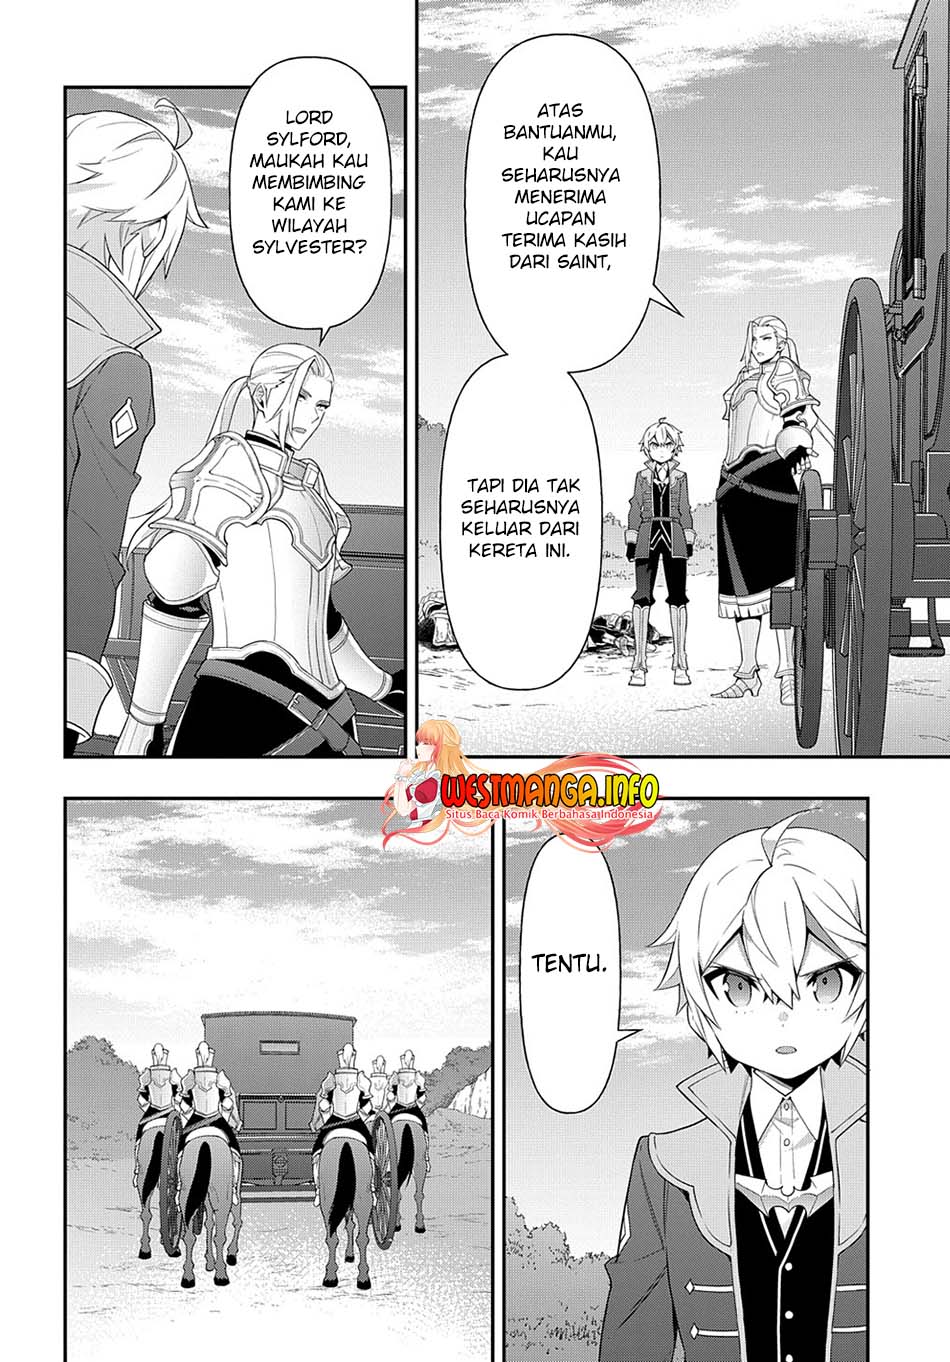 ATAS
BANTUANMU,
KAU
SEHARUSNYA
MENERIMA
UCAPAN
TERIMA KASIH
DARI SAINT,
TAPI DIA TAK
SEHARUSNYA
KELUAR DARI
KERETA INI.
LORD
SYLFORD,
MAUKAH KAU
MEMBIMBING
KAMI KE
WILAYAH
SYLVESTER?
WESTMANGA.INFO
Situs Baca Komik Berbahasa Indonesia
TENTU.